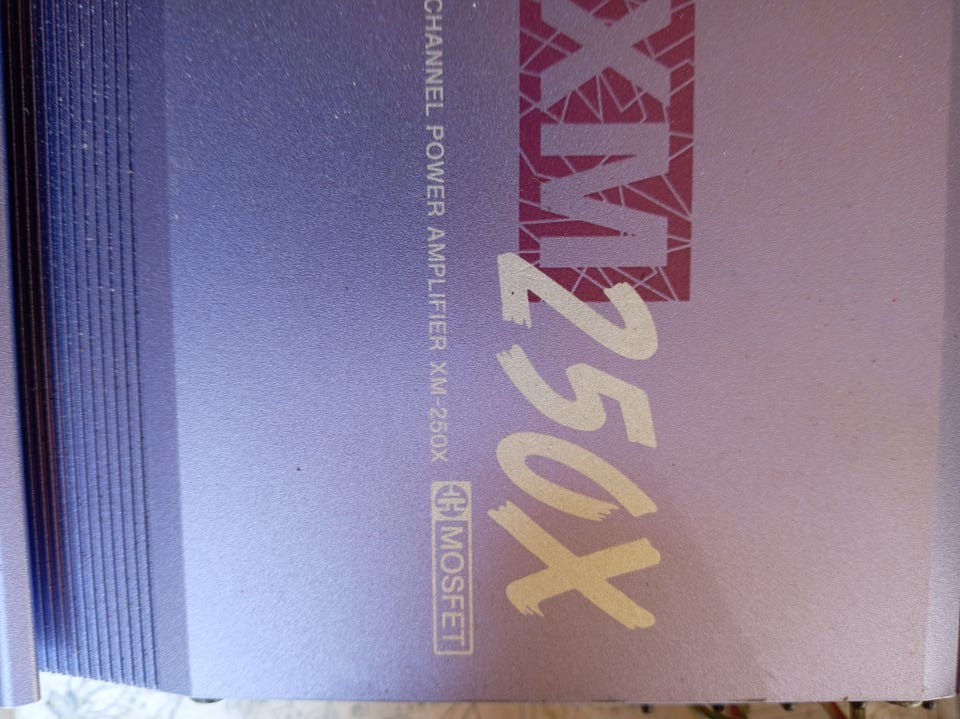 XM
250X
CHANNEL POWER AMPLIFIER XM-250X
MOSFET